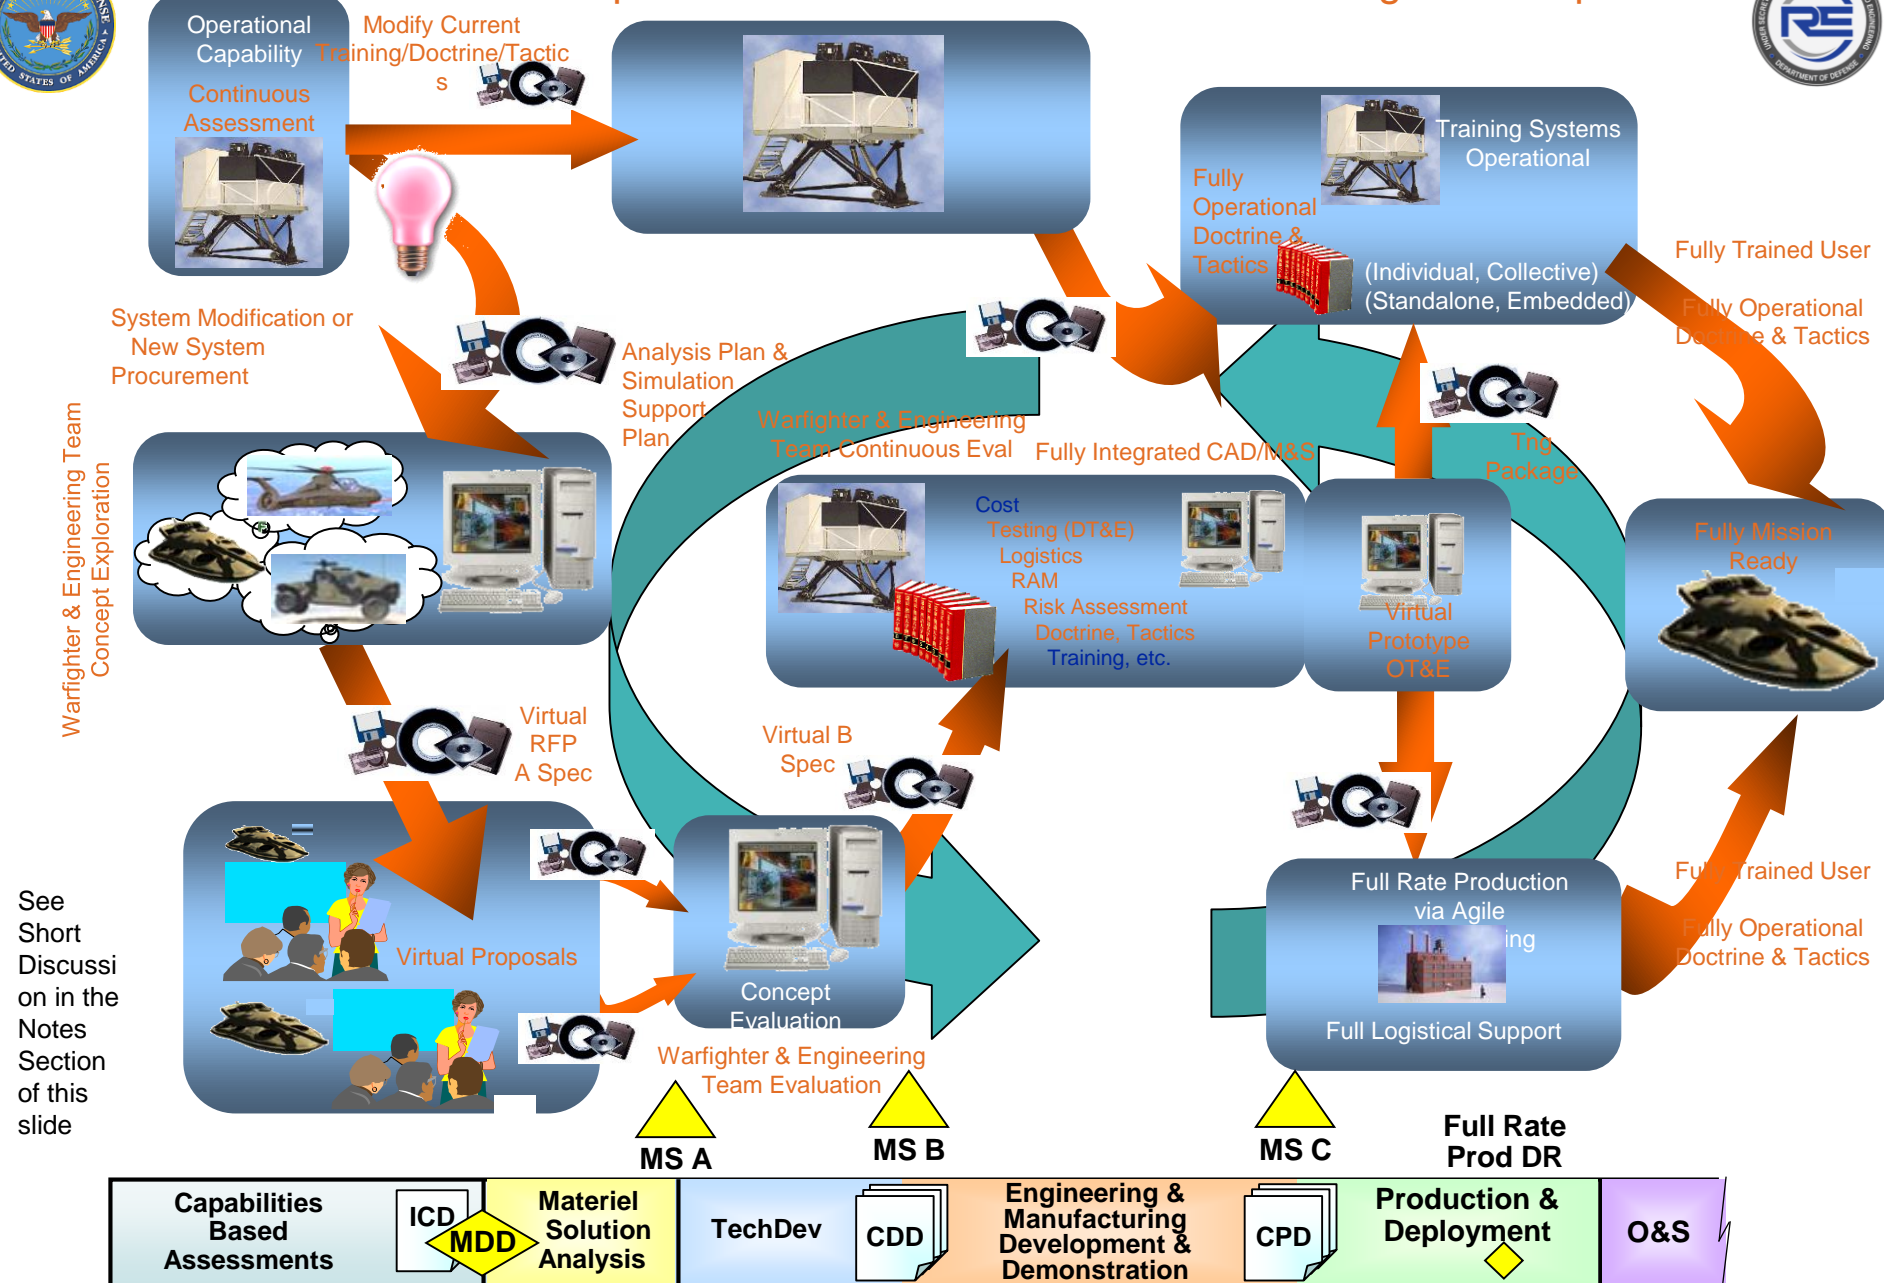 Operational
Capability
Continuous
Assessment
Modify Current
Training/Doctrine/Tactic
s
Training Systems
Operational
Fully
Operational
Doctrine &
Tactics
(Individual, Collective)
(Standalone, Embedded)
Fully Trained User
Fully Operational
Doctrine & Tactics
System Modification or
New System
Procurement
Analysis Plan &
Simulation
Support
Plan
Warfighter & Engineering
Team Continuous Eval
Fully Integrated CAD/M&S
Tng
Package
Warfighter & Engineering Team
Concept Exploration
Cost
Testing (DT&E)
Logistics
RAM
Risk Assessment
Doctrine, Tactics
Training, etc.
Virtual
Prototype
OT&E
Fully Mission
Ready
Virtual
RFP
A Spec
Virtual B
Spec
Virtual Proposals
Concept
Evaluation
Warfighter & Engineering
Team Evaluation
Full Rate Production
via Agile
ing
Full Logistical Support
Fully Trained User
Fully Operational
Doctrine & Tactics
See
Short
Discussi
on in the
Notes
Section
of this
slide
MS A
MS B
MS C
Full Rate
Prod DR
Capabilities
Based
Assessments
ICD
MDD
Materiel
Solution
Analysis
TechDev
CDD
Engineering &
Manufacturing
Development &
Demonstration
CPD
Production &
Deployment
O&S